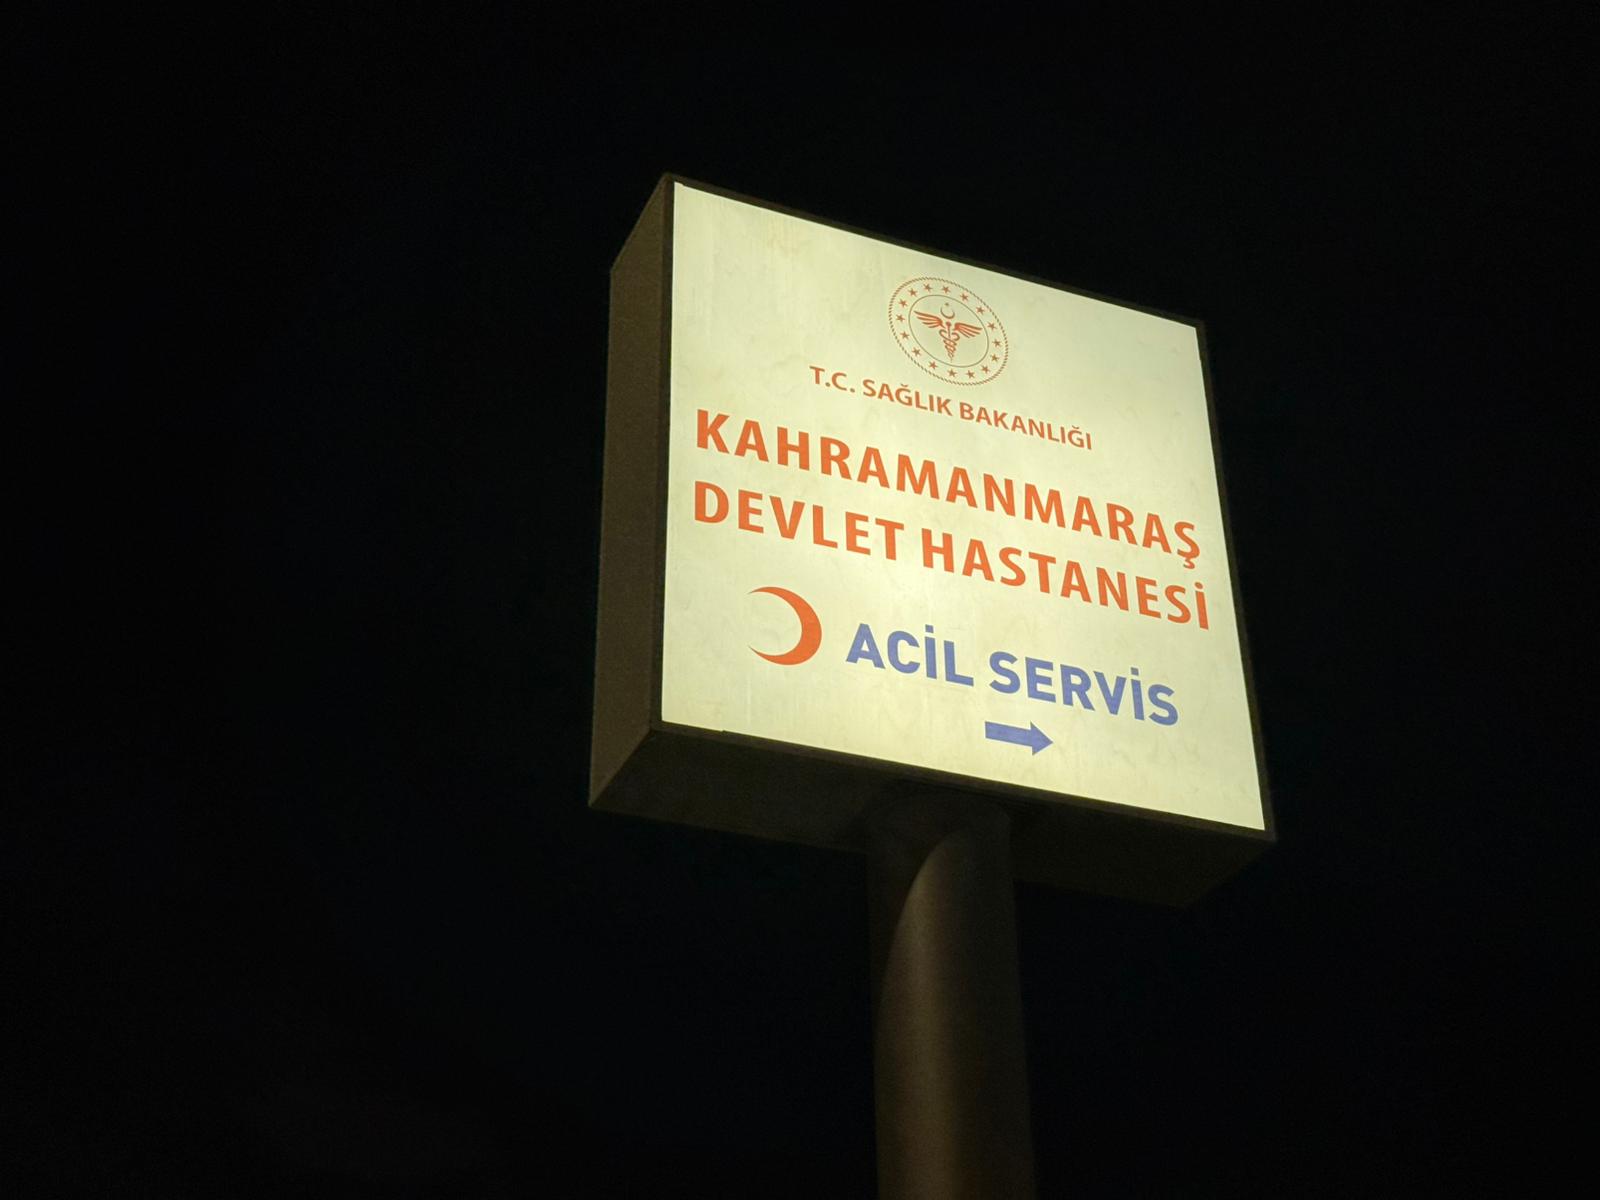 T.C. SAĞLIK BAKANLIĞI
KAHRAMANMARAŞ
DEVLET HASTANESİ
ACİL SERVİS